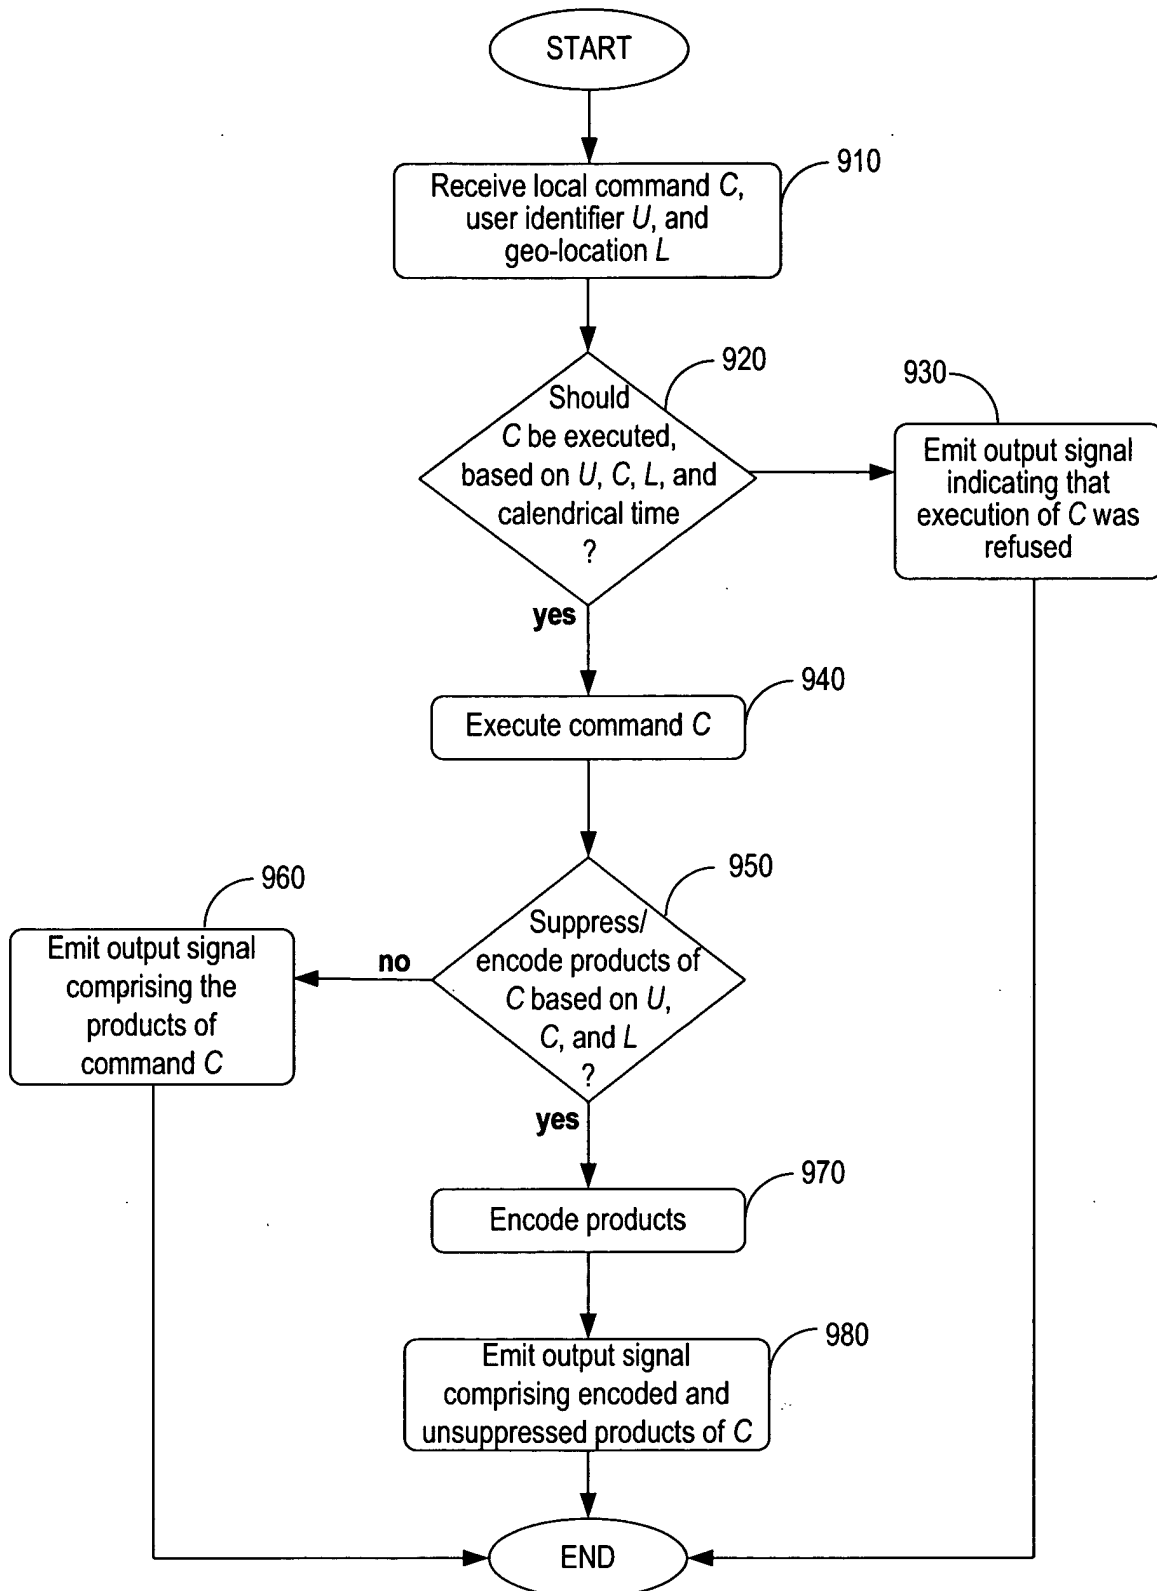 START
910
Receive local command C,
user identifier U, and
geo-location L
920
Should
C be executed,
based on U, C, L, and
calendrical time
?
930
Emit output signal
indicating that
execution of C was
refused
yes
940
Execute command C
950
Suppress/
encode products of
C based on U,
C, and L
?
960
no
Emit output signal
comprising the
products of
command C
yes
970
Encode products
980
Emit output signal
comprising encoded and
unsuppressed products of C
END